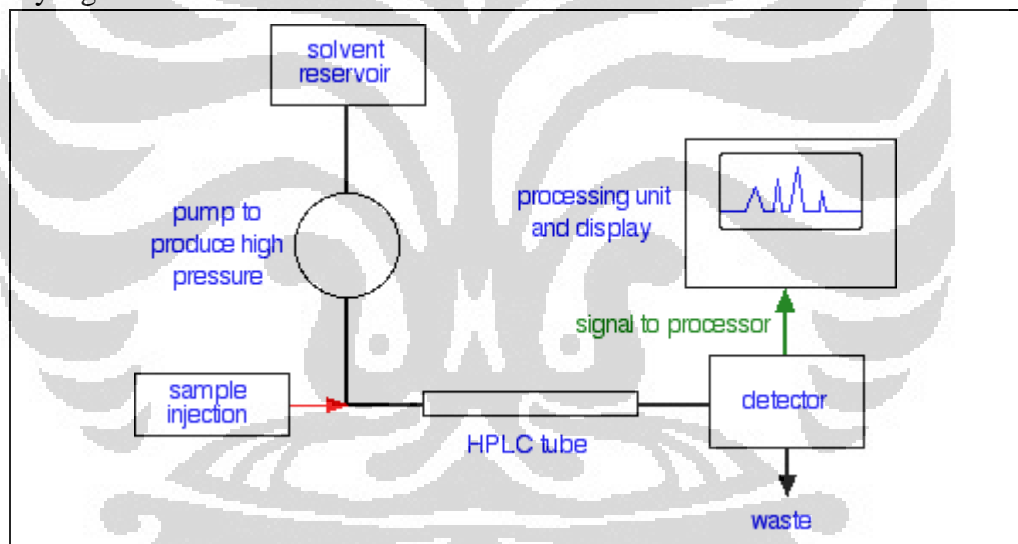 solvent
reservoir
pump to
produce high
pressure
processing unit
and display
signal to processor
sample
injection
HPLC tube
detector
waste